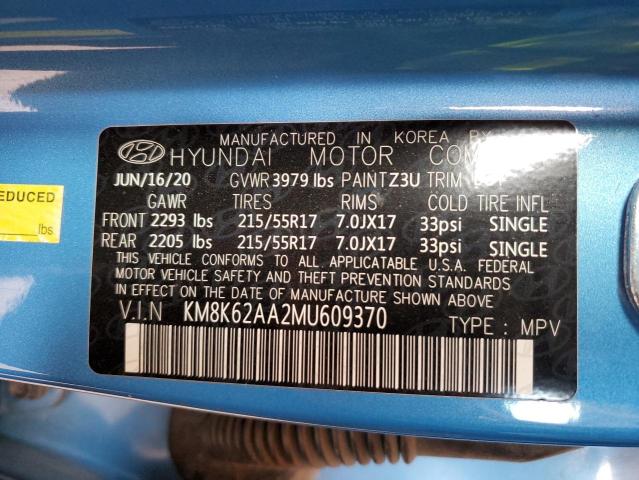 MANUFACTURED IN KOREA BY
HYUNDAI MOTOR COM
JUN/16/20 GVWR 3979 lbs PAINT Z3U TRIM
GAWR TIRES RIMS COLD TIRE INFL
FRONT 2293 lbs 215/55R17 7.0JX17 33psi SINGLE
REAR 2205 lbs 215/55R17 7.0JX17 33psi SINGLE
THIS VEHICLE CONFORMS TO ALL APPLICATABLE U.S.A. FEDERAL
MOTOR VEHICLE SAFETY AND THEFT PREVENTION STANDARDS
IN EFFECT ON THE DATE OF MANUFACTURE SHOWN ABOVE
V.I.N KM8K62AA2MU609370 TYPE : MPV
EDUCED
lbs